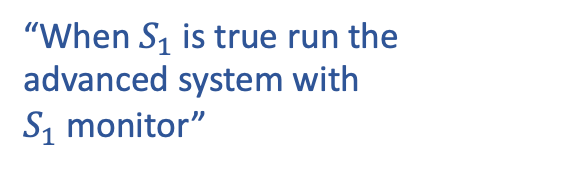 “When S₁ is true run the
advanced system with
S₁ monitor”